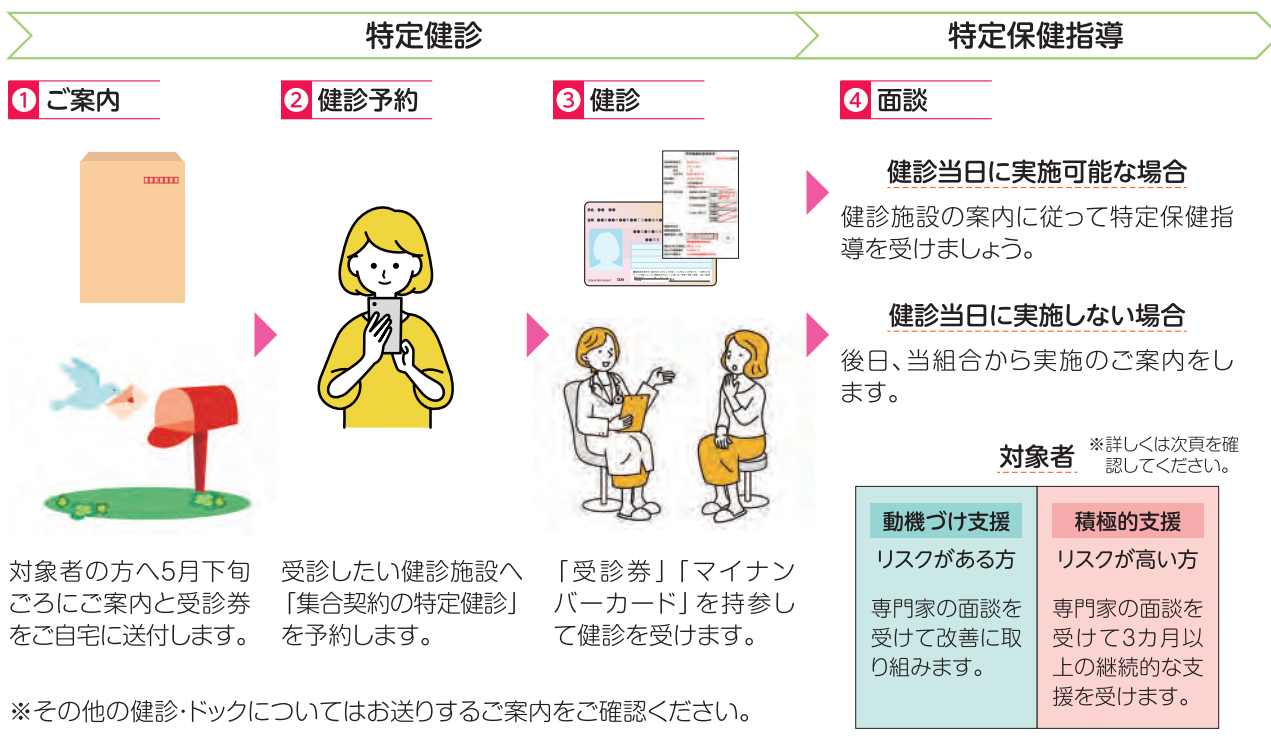 特定健診
特定保健指導
1 ご案内
2 健診予約
3 健診
4 面談
対象者の方へ5月下旬
ごろにご案内と受診券
をご自宅に送付します。
受診したい健診施設へ
「集合契約の特定健診」
を予約します。
「受診券」「マイナン
バーカード」を持参し
て健診を受けます。
健診当日に実施可能な場合
健診施設の案内に従って特定保健指
導を受けましょう。
健診当日に実施しない場合
後日、当組合から実施のご案内をし
ます。
対象者
※詳しくは次頁を確
認してください。
動機づけ支援
リスクがある方
専門家の面談を
受けて改善に取
り組みます。
積極的支援
リスクが高い方
専門家の面談を
受けて3カ月以
上の継続的な支
援を受けます。
※その他の健診・ドックについてはお送りするご案内をご確認ください。